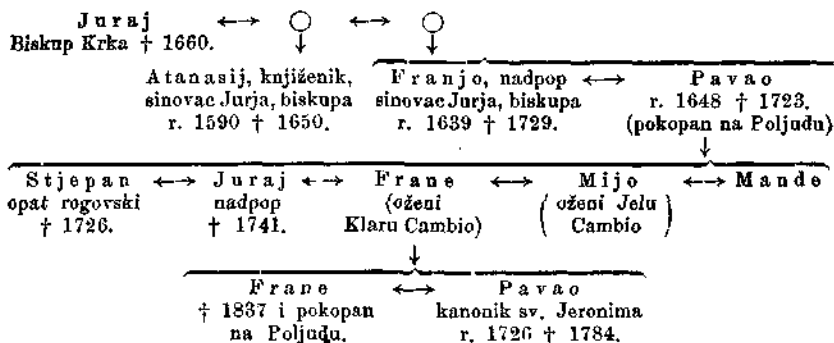 Juraj ↔ ○ ↔ ○
Biskup Krka † 1660.
Atanasij, knjiženik, Franjo, nadpop ↔ Pavao
sinovac Jurja, biskupa sinovac Jurja, biskupa r. 1648 † 1723.
r. 1590 † 1650. r. 1639 † 1729. (pokopan na Poljudu)
Stjepan ↔ Juraj ↔ Frane ↔ Mijo ↔ Mande
opat rogovski nadpop (oženi (oženi Jelu
† 1726. † 1741. Klaru Cambio) Cambio)
Frane ↔ Pavao
† 1837 i pokopan kanonik sv. Jeronima
na Poljudu. r. 1726 † 1784.